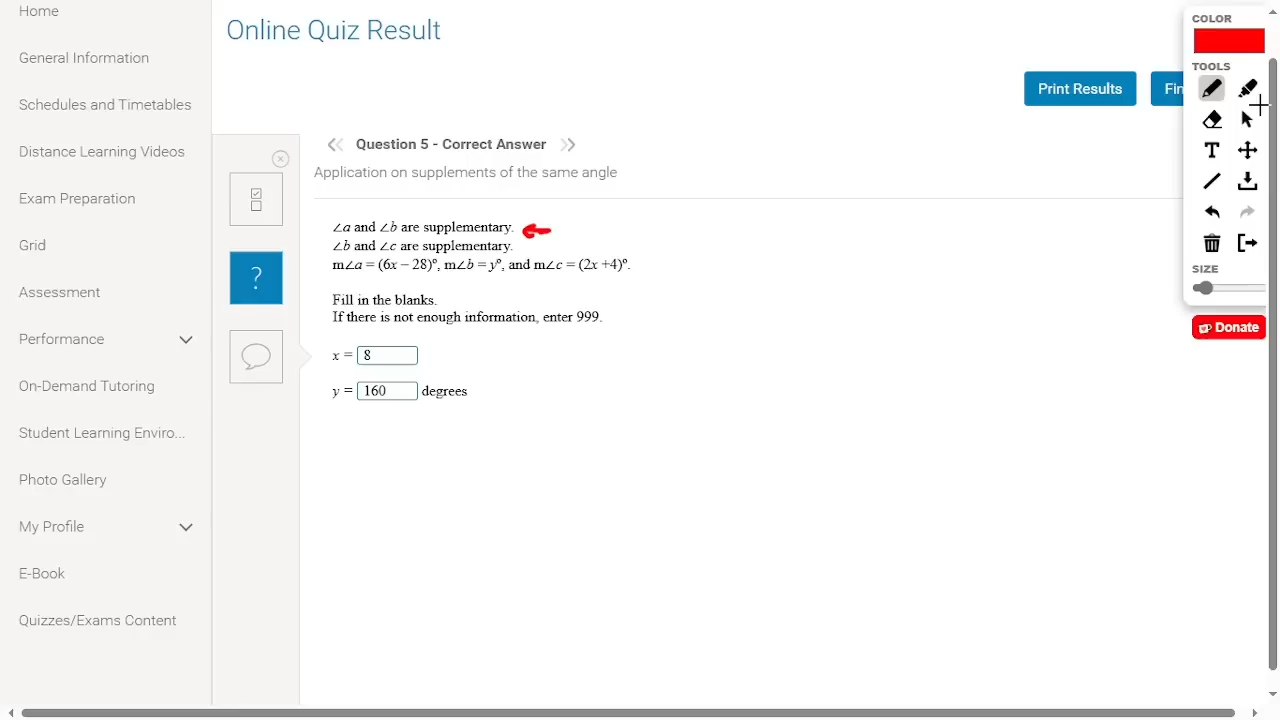 Home
General Information
Schedules and Timetables
Distance Learning Videos
Exam Preparation
Grid
Assessment
Performance
On-Demand Tutoring
Student Learning Enviro...
Photo Gallery
My Profile
E-Book
Quizzes/Exams Content
Online Quiz Result
Print Results
Fin
Question 5 - Correct Answer
Application on supplements of the same angle
∠a and ∠b are supplementary.
∠b and ∠c are supplementary.
m∠a = (6x – 28)°, m∠b = y°, and m∠c = (2x +4)°.
Fill in the blanks.
If there is not enough information, enter 999.
x = 8
y = 160 degrees
COLOR
TOOLS
T
SIZE
Donate